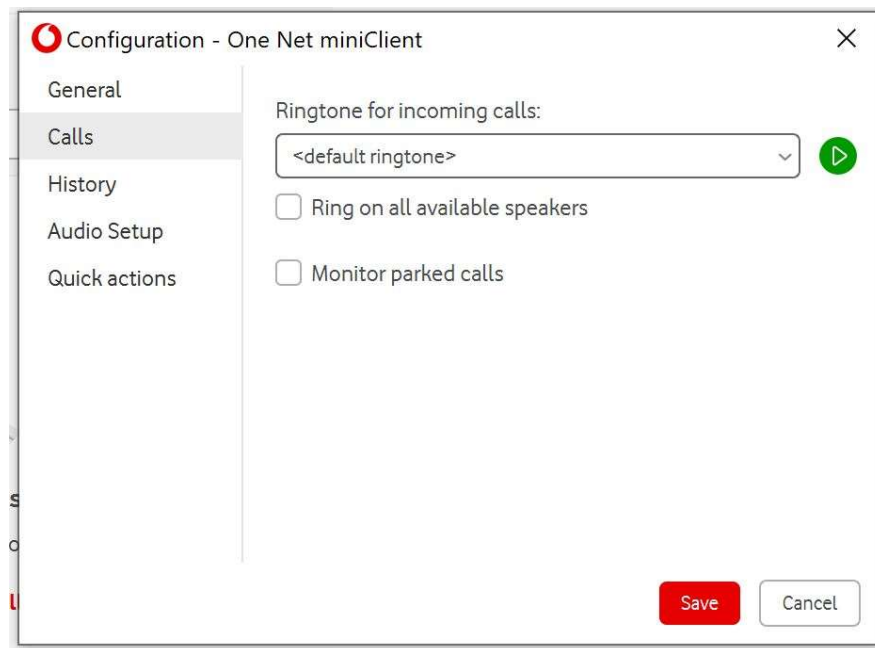 Configuration - One Net miniClient
General
Calls
History
Audio Setup
Quick actions
Ringtone for incoming calls:
<default ringtone>
Ring on all available speakers
Monitor parked calls
Save
Cancel